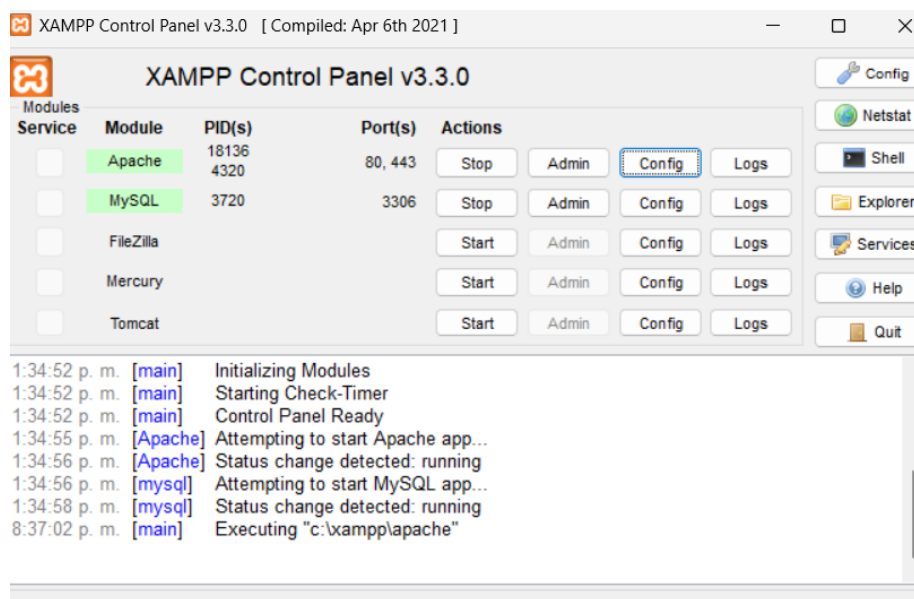 XAMPP Control Panel v3.3.0 [ Compiled: Apr 6th 2021 ]
XAMPP Control Panel v3.3.0
Config
Modules
Service Module PID(s) Port(s) Actions
Netstat
Apache 18136 4320 80, 443 Stop Admin Config Logs
Shell
MySQL 3720 3306 Stop Admin Config Logs
Explorer
FileZilla Start Admin Config Logs
Services
Mercury Start Admin Config Logs
Help
Tomcat Start Admin Config Logs
Quit
1:34:52 p. m. [main] Initializing Modules
1:34:52 p. m. [main] Starting Check-Timer
1:34:52 p. m. [main] Control Panel Ready
1:34:55 p. m. [Apache] Attempting to start Apache app...
1:34:56 p. m. [Apache] Status change detected: running
1:34:56 p. m. [mysql] Attempting to start MySQL app...
1:34:58 p. m. [mysql] Status change detected: running
8:37:02 p. m. [main] Executing "c:\xampp\apache"